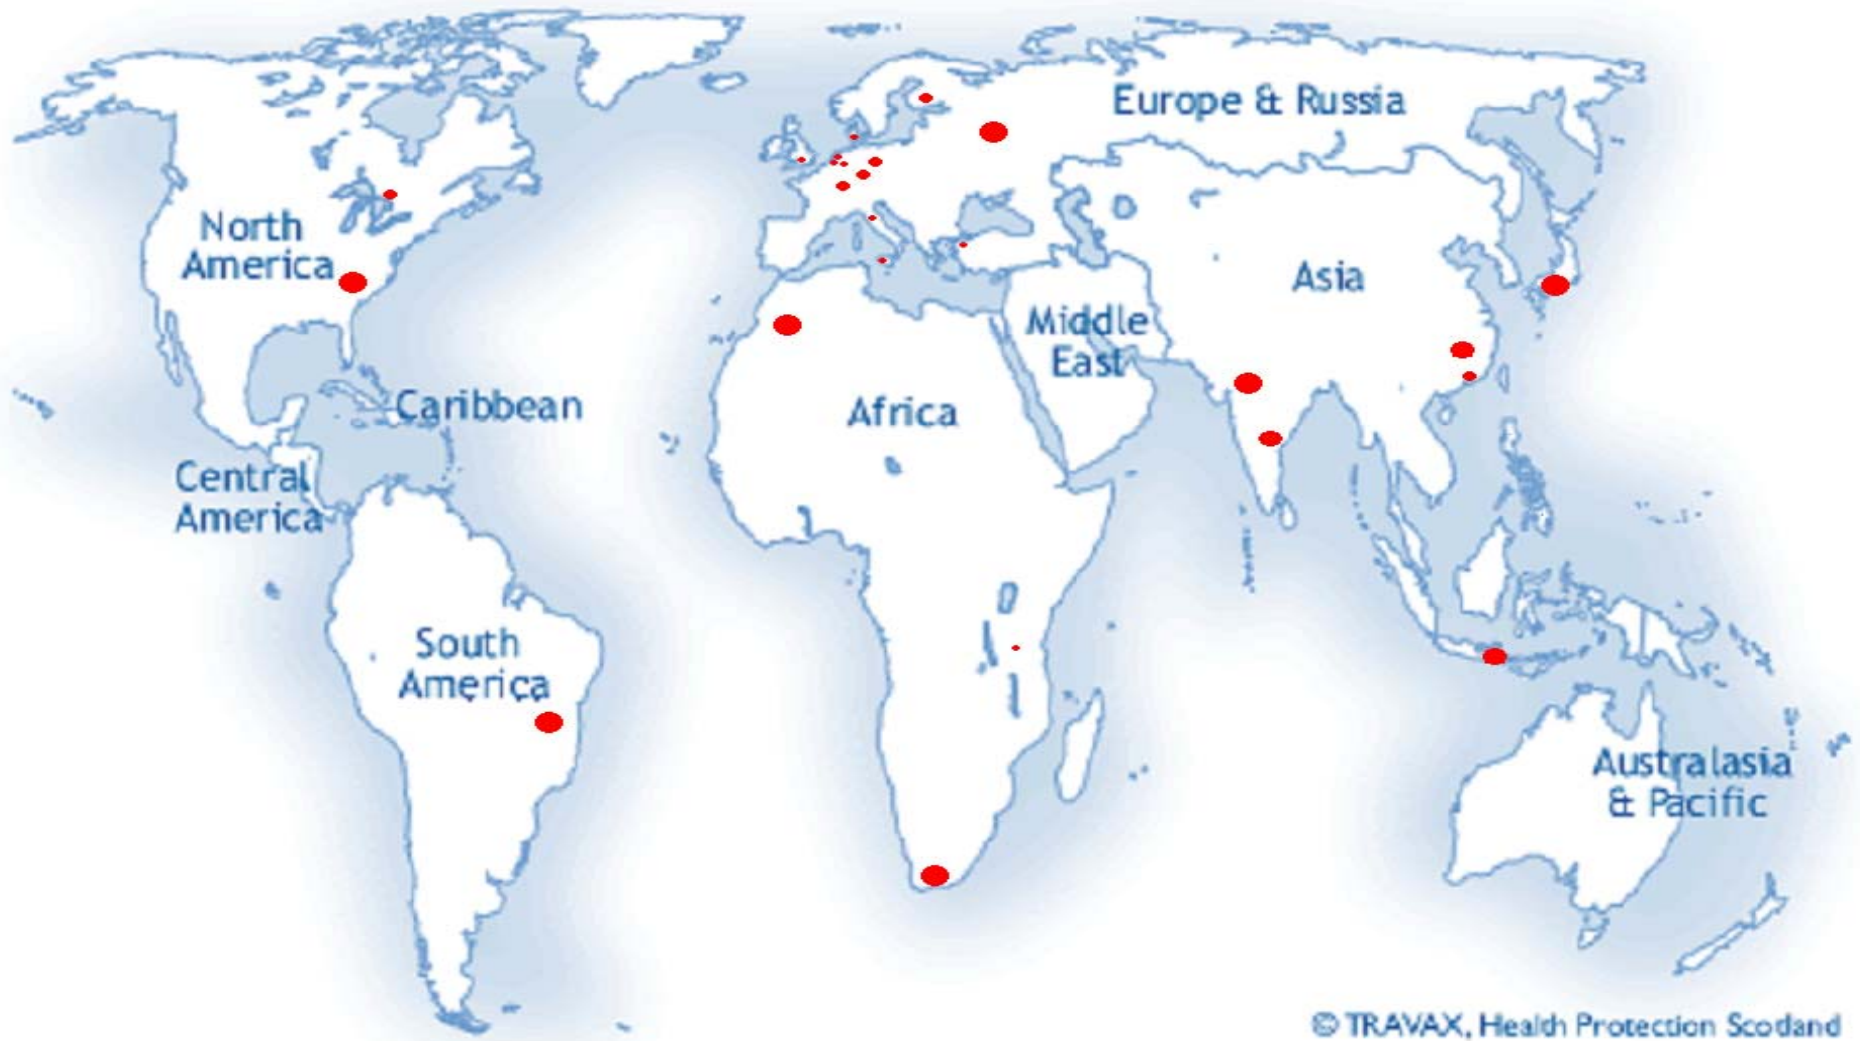 Europe & Russia
North
America
Asia
Middle
East
Caribbean
Africa
Central
America
South
America
Australasia
& Pacific
© TRAVAX, Health Protection Scotland